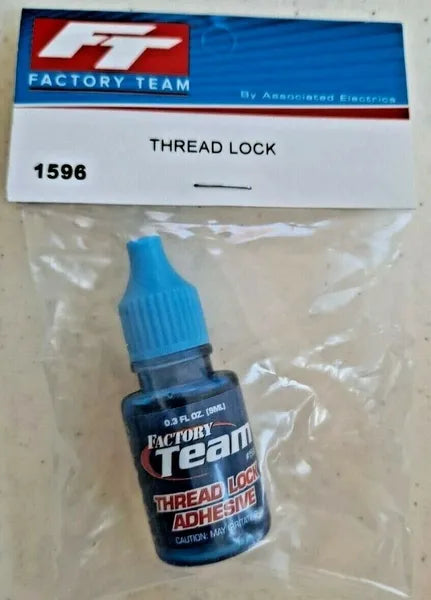 FT
FACTORY TEAM
By Associated Electrics
THREAD LOCK
1596
0.3 FL OZ. (9ML)
FACTORY
Team
THREAD LOCK
ADHESIVE
CAUTION: MAY IRRITATE